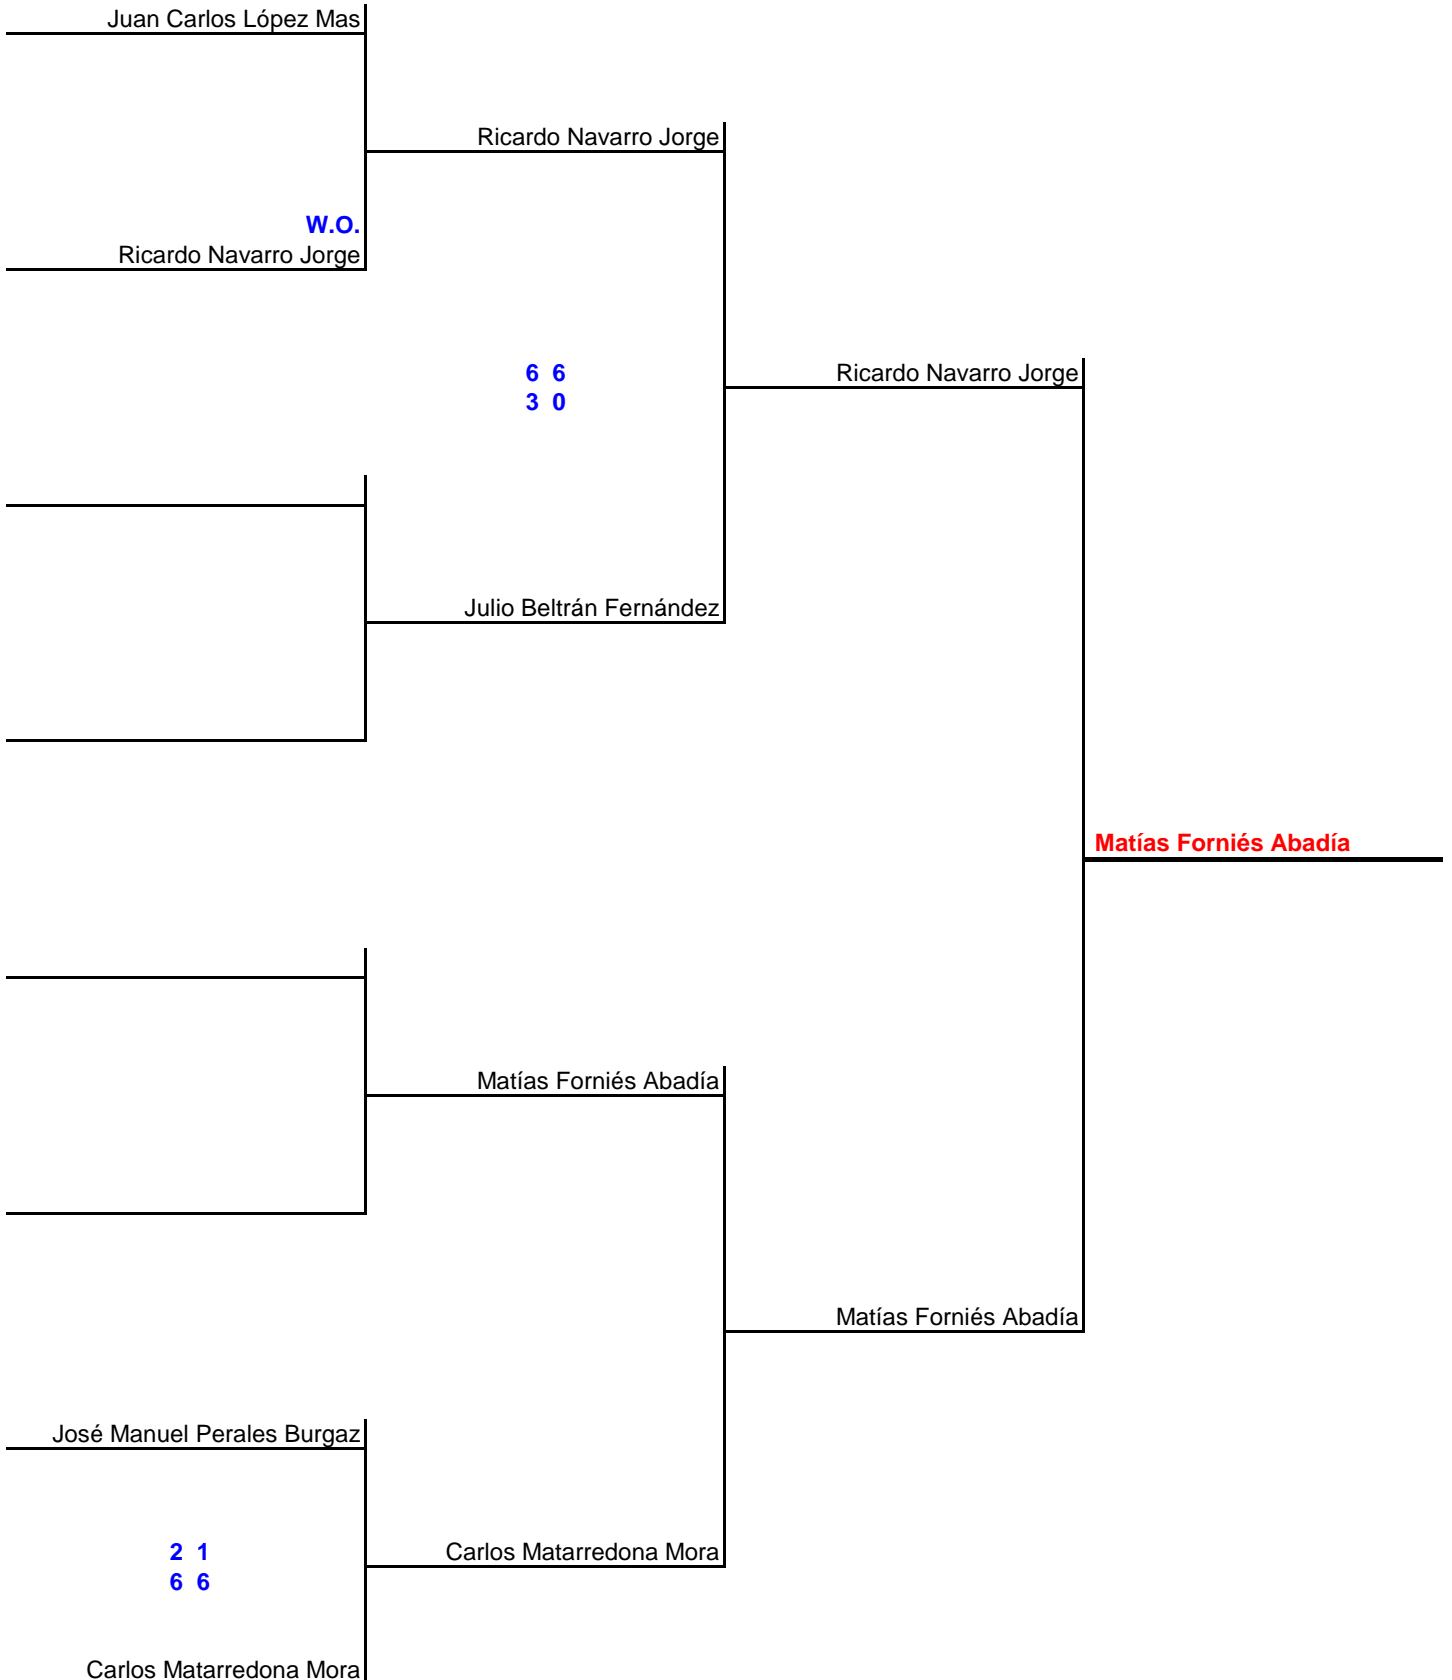 Juan Carlos López Mas
Ricardo Navarro Jorge
W.O.
Ricardo Navarro Jorge
6 6
3 0
Ricardo Navarro Jorge
Julio Beltrán Fernández
Matías Forniés Abadía
Matías Forniés Abadía
Matías Forniés Abadía
José Manuel Perales Burgaz
2 1
6 6
Carlos Matarredona Mora
Carlos Matarredona Mora